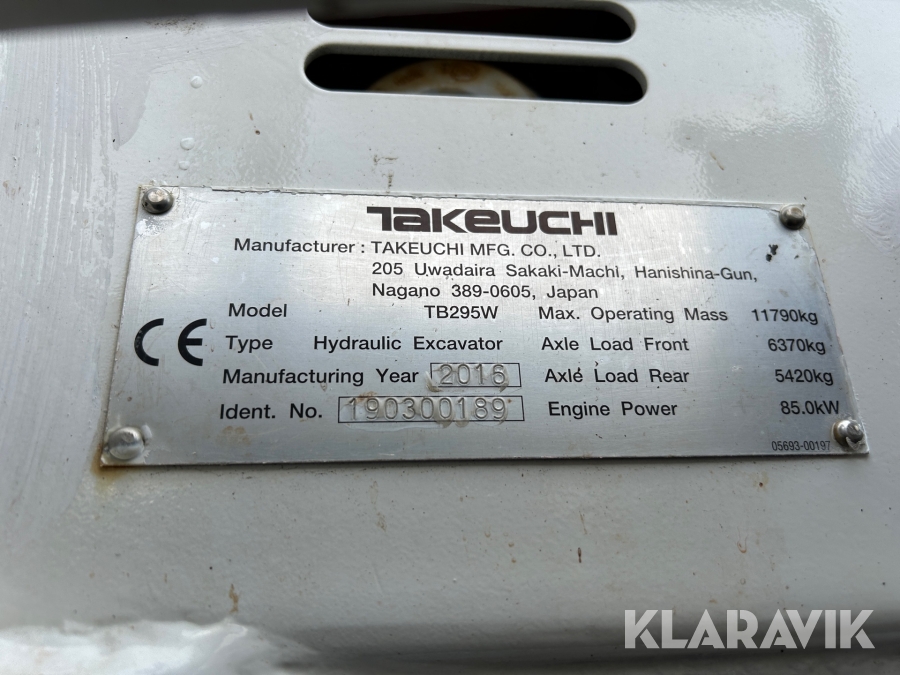 TAKEUCHI
Manufacturer : TAKEUCHI MFG. CO., LTD.
205 Uwadaira Sakaki-Machi, Hanishina-Gun,
Nagano 389-0605, Japan
Model TB295W Max. Operating Mass 11790kg
CE Type Hydraulic Excavator Axle Load Front 6370kg
Manufacturing Year 2016 Axle Load Rear 5420kg
Ident. No. 190300189 Engine Power 85.0kW
05693-00197
KLARAVIK